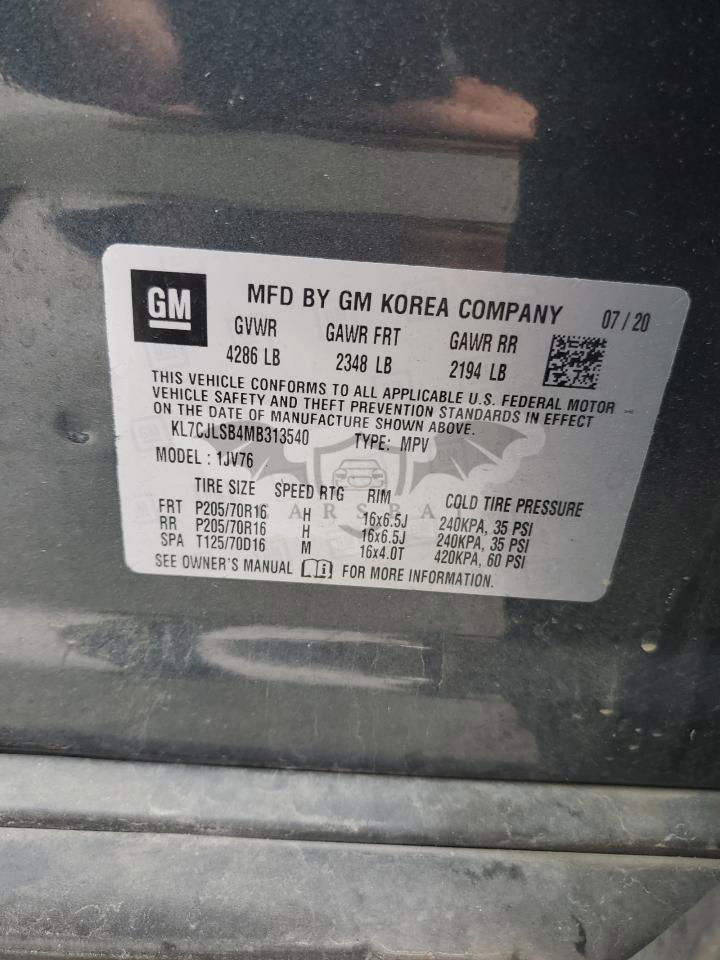 GM
MFD BY GM KOREA COMPANY 07 / 20
GVWR GAWR FRT GAWR RR
4286 LB 2348 LB 2194 LB
THIS VEHICLE CONFORMS TO ALL APPLICABLE U.S. FEDERAL MOTOR
VEHICLE SAFETY AND THEFT PREVENTION STANDARDS IN EFFECT
ON THE DATE OF MANUFACTURE SHOWN ABOVE.
KL7CJLSB4MB313540 TYPE: MPV
MODEL : 1JV76
TIRE SIZE SPEED RTG RIM COLD TIRE PRESSURE
FRT P205/70R16 H 16x6.5J 240KPA, 35 PSI
RR P205/70R16 H 16x6.5J 240KPA, 35 PSI
SPA T125/70D16 M 16x4.0T 420KPA, 60 PSI
SEE OWNER'S MANUAL FOR MORE INFORMATION.